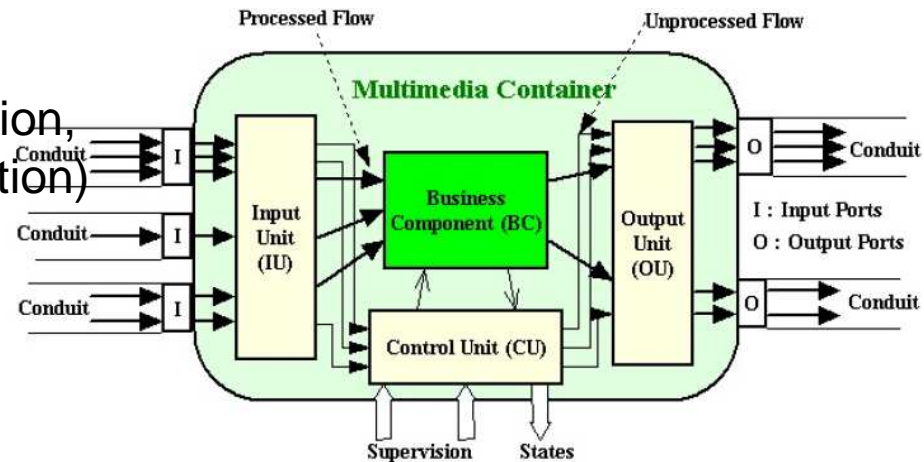 Processed Flow
Unprocessed Flow
Multimedia Container
ion,
tion)
Conduit
I
Conduit
I
Conduit
I
Input
Unit
(IU)
Business
Component (BC)
Control Unit (CU)
Output
Unit
(OU)
O
Conduit
I : Input Ports
O : Output Ports
O
Conduit
Supervision
States